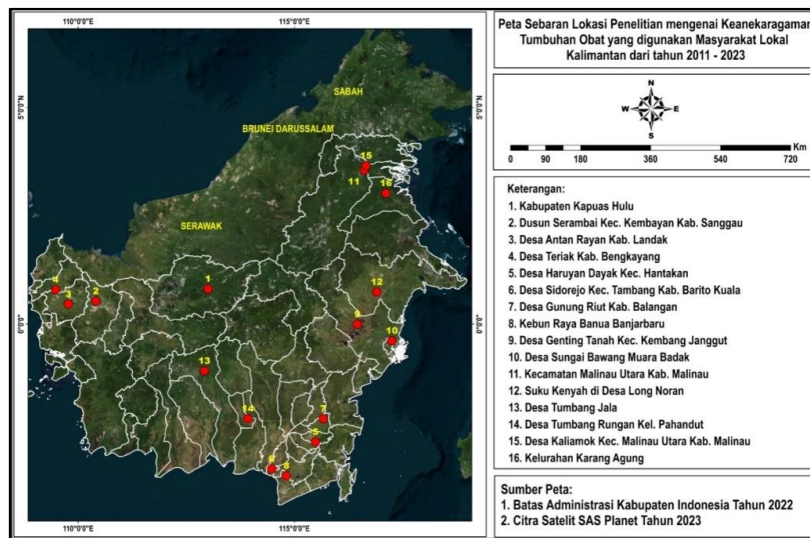 110°0'0"E
115°0'0"E
Peta Sebaran Lokasi Penelitian mengenai Keanekaragaman
Tumbuhan Obat yang digunakan Masyarakat Lokal
Kalimantan dari tahun 2011 - 2023
N
W
E
S
Km
0 90 180 360 540 720
5°0'0"N
0°0'0"
SABAH
BRUNEI DARUSSALAM
SERAWAK
15
11
16
1
12
4
3
2
9
10
13
14
7
5
6
8
5°0'0"N
0°0'0"
110°0'0"E
115°0'0"E
Keterangan:
1. Kabupaten Kapuas Hulu
2. Dusun Serambai Kec. Kembayan Kab. Sanggau
3. Desa Antan Rayan Kab. Landak
4. Desa Teriak Kab. Bengkayang
5. Desa Haruyan Dayak Kec. Hantakan
6. Desa Sidorejo Kec. Tambang Kab. Barito Kuala
7. Desa Gunung Riut Kab. Balangan
8. Kebun Raya Banua Banjarbaru
9. Desa Genting Tanah Kec. Kembang Janggut
10. Desa Sungai Bawang Muara Badak
11. Kecamatan Malinau Utara Kab. Malinau
12. Suku Kenyah di Desa Long Noran
13. Desa Tumbang Jala
14. Desa Tumbang Rungan Kel. Pahandut
15. Desa Kaliamok Kec. Malinau Utara Kab. Malinau
16. Kelurahan Karang Agung
Sumber Peta:
1. Batas Administrasi Kabupaten Indonesia Tahun 2022
2. Citra Satelit SAS Planet Tahun 2023